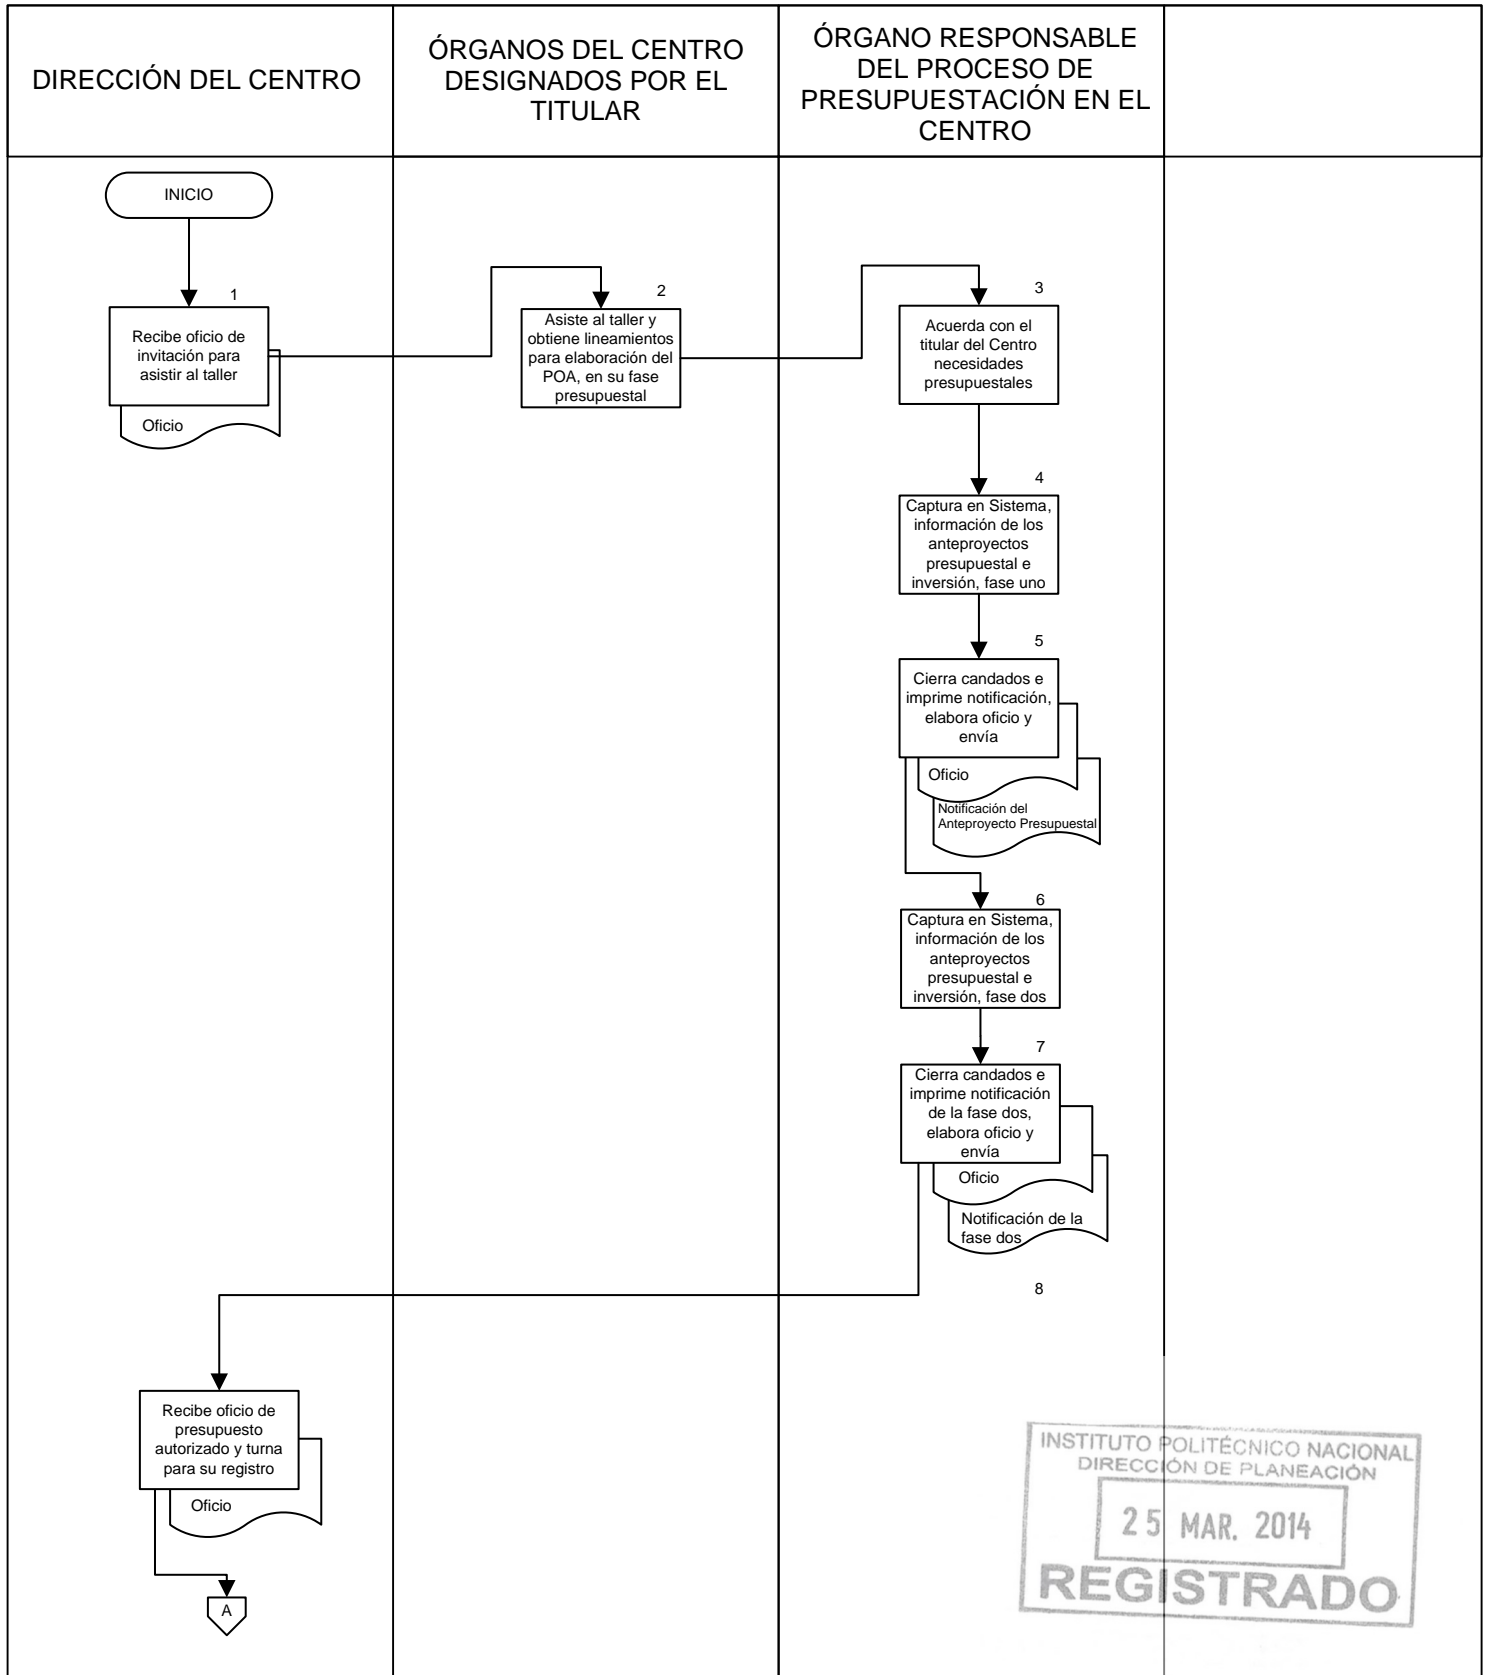 DIRECCIÓN DEL CENTRO
ÓRGANOS DEL CENTRO
DESIGNADOS POR EL
TITULAR
ÓRGANO RESPONSABLE
DEL PROCESO DE
PRESUPUESTACIÓN EN EL
CENTRO
INICIO
1
Recibe oficio de
invitación para
asistir al taller
Oficio
2
Asiste al taller y
obtiene lineamientos
para elaboración del
POA, en su fase
presupuestal
3
Acuerda con el
titular del Centro
necesidades
presupuestales
4
Captura en Sistema,
información de los
anteproyectos
presupuestal e
inversión, fase uno
5
Cierra candados e
imprime notificación,
elabora oficio y
envía
Oficio
Notificación del
Anteproyecto Presupuestal
6
Captura en Sistema,
información de los
anteproyectos
presupuestal e
inversión, fase dos
7
Cierra candados e
imprime notificación
de la fase dos,
elabora oficio y
envía
Oficio
Notificación de la
fase dos
8
Recibe oficio de
presupuesto
autorizado y turna
para su registro
Oficio
A
INSTITUTO POLITÉCNICO NACIONAL
DIRECCIÓN DE PLANEACIÓN
25 MAR. 2014
REGISTRADO